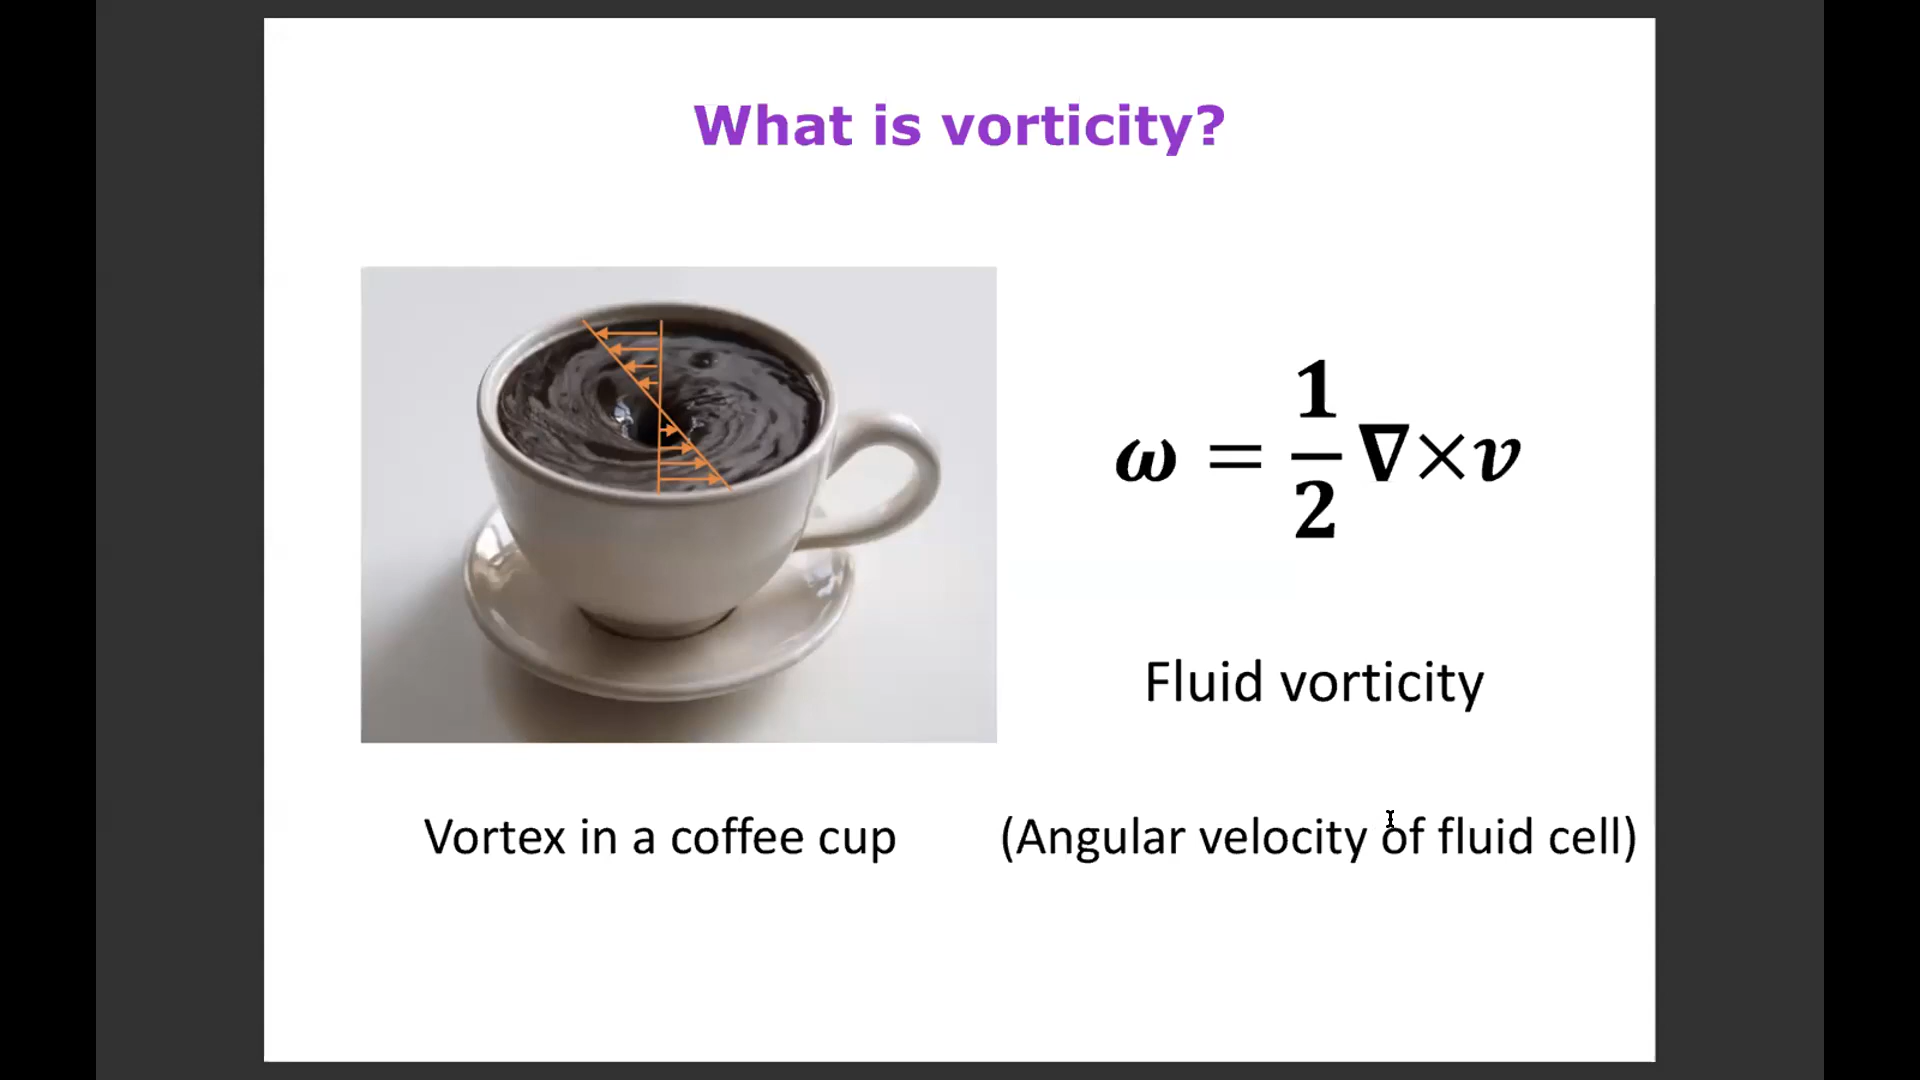 What is vorticity?
ω = 1/2 ∇×v
Fluid vorticity
Vortex in a coffee cup
(Angular velocity of fluid cell)